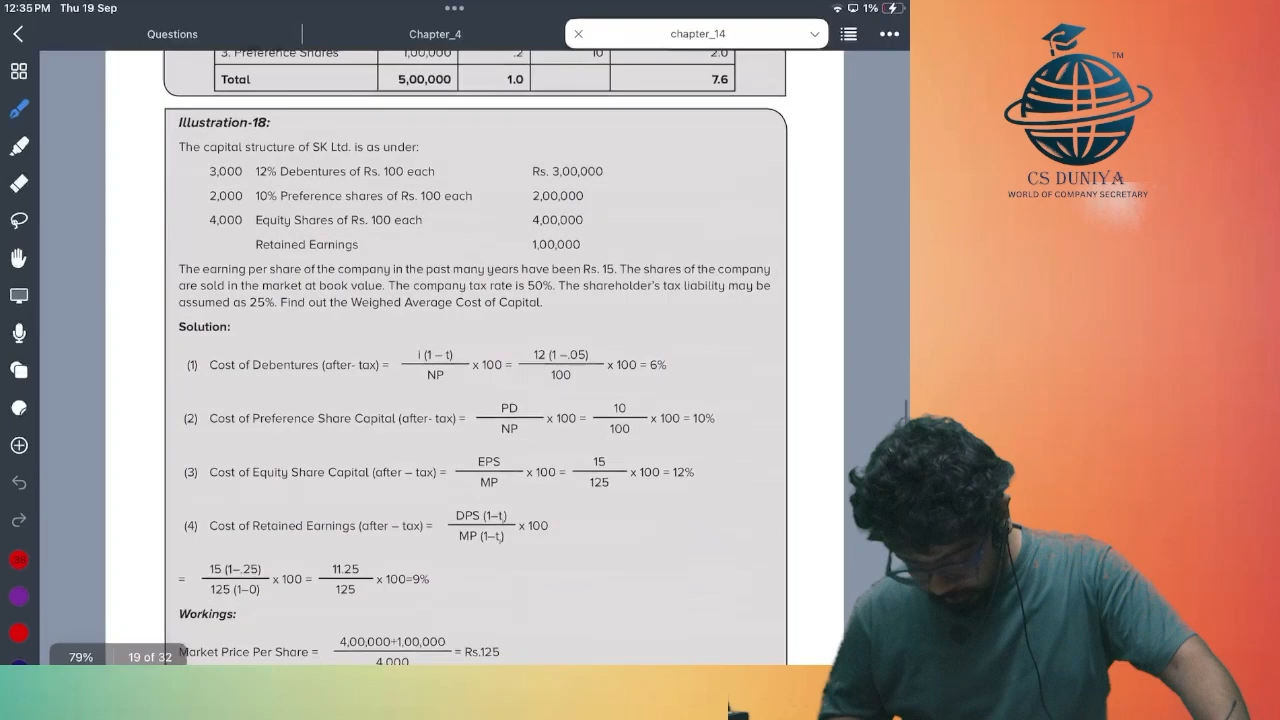 12:35 PM Thu 19 Sep
1%
Questions
Chapter_4
chapter_14
3. Preference Shares 1,00,000 .2 10 2.0
Total 5,00,000 1.0 7.6
Illustration-18:
The capital structure of SK Ltd. is as under:
3,000 12% Debentures of Rs. 100 each Rs. 3,00,000
2,000 10% Preference shares of Rs. 100 each 2,00,000
4,000 Equity Shares of Rs. 100 each 4,00,000
Retained Earnings 1,00,000
The earning per share of the company in the past many years have been Rs. 15. The shares of the company
are sold in the market at book value. The company tax rate is 50%. The shareholder's tax liability may be
assumed as 25%. Find out the Weighed Average Cost of Capital.
Solution:
(1) Cost of Debentures (after- tax) = i (1 – t) / NP x 100 = 12 (1 –.05) / 100 x 100 = 6%
(2) Cost of Preference Share Capital (after- tax) = PD / NP x 100 = 10 / 100 x 100 = 10%
(3) Cost of Equity Share Capital (after – tax) = EPS / MP x 100 = 15 / 125 x 100 = 12%
(4) Cost of Retained Earnings (after – tax) = DPS (1–t) / MP (1–t) x 100
= 15 (1–.25) / 125 (1–0) x 100 = 11.25 / 125 x 100=9%
Workings:
Market Price Per Share = 4,00,000+1,00,000 / 4,000 = Rs.125
79% 19 of 32
TM
CS DUNIYA
WORLD OF COMPANY SECRETARY